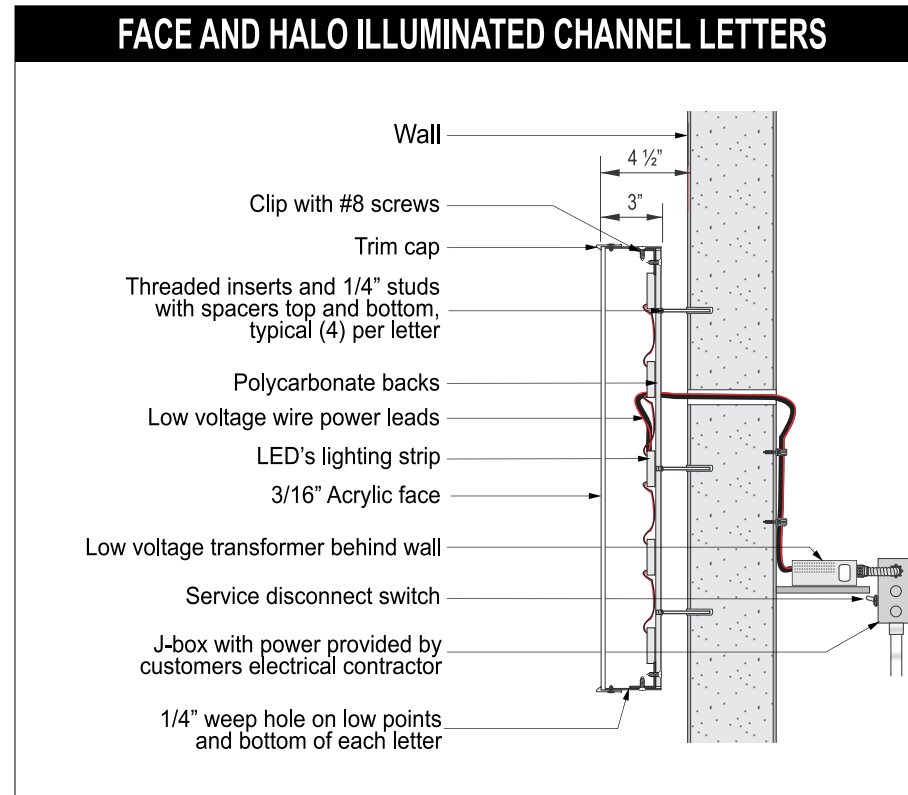 FACE AND HALO ILLUMINATED CHANNEL LETTERS
Wall
4 ½”
Clip with #8 screws
3”
Trim cap
Threaded inserts and 1/4” studs
with spacers top and bottom,
typical (4) per letter
Polycarbonate backs
Low voltage wire power leads
LED’s lighting strip
3/16” Acrylic face
Low voltage transformer behind wall
Service disconnect switch
J-box with power provided by
customers electrical contractor
1/4” weep hole on low points
and bottom of each letter